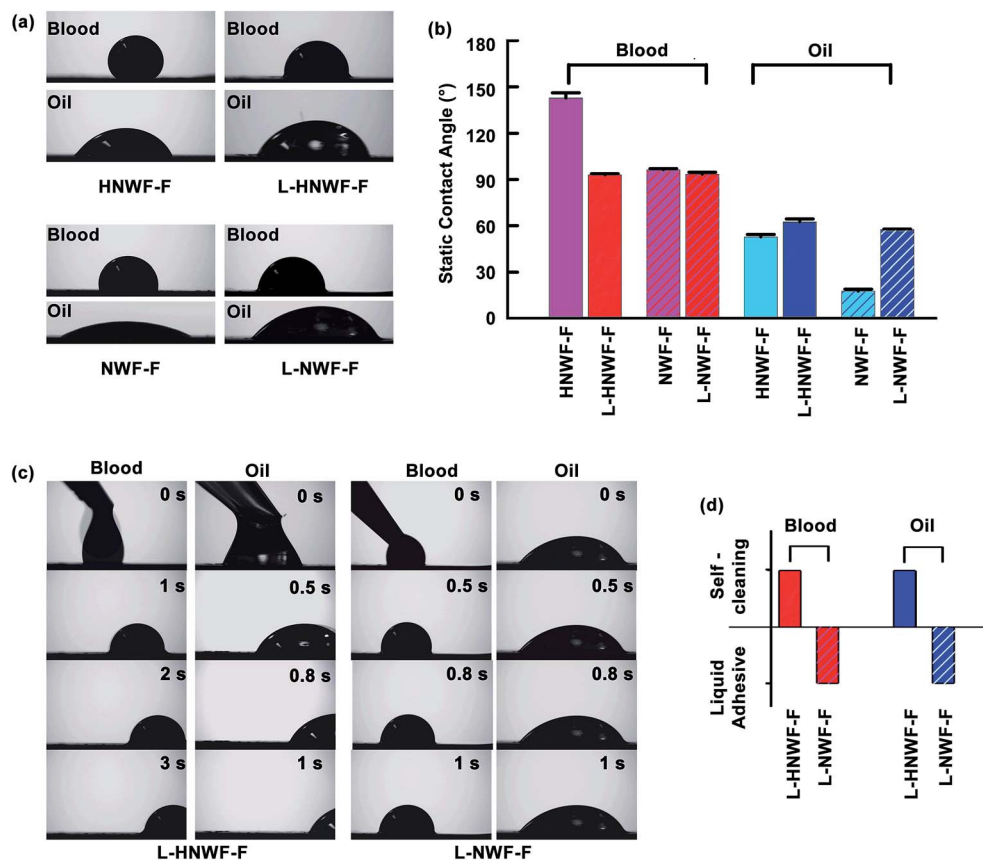 (a)
Blood
Blood
Oil
Oil
HNWF-F
L-HNWF-F
Blood
Blood
Oil
Oil
NWF-F
L-NWF-F
(b)
Static Contact Angle (°)
180
150
120
90
60
30
0
Blood
Oil
HNWF-F
L-HNWF-F
NWF-F
L-NWF-F
HNWF-F
L-HNWF-F
NWF-F
L-NWF-F
(c)
Blood
Oil
Blood
Oil
0 s
0 s
0 s
0 s
1 s
0.5 s
0.5 s
0.5 s
2 s
0.8 s
0.8 s
0.8 s
3 s
1 s
1 s
1 s
L-HNWF-F
L-NWF-F
(d)
Blood
Oil
Self -
cleaning
Liquid
Adhesive
L-HNWF-F
L-NWF-F
L-HNWF-F
L-NWF-F